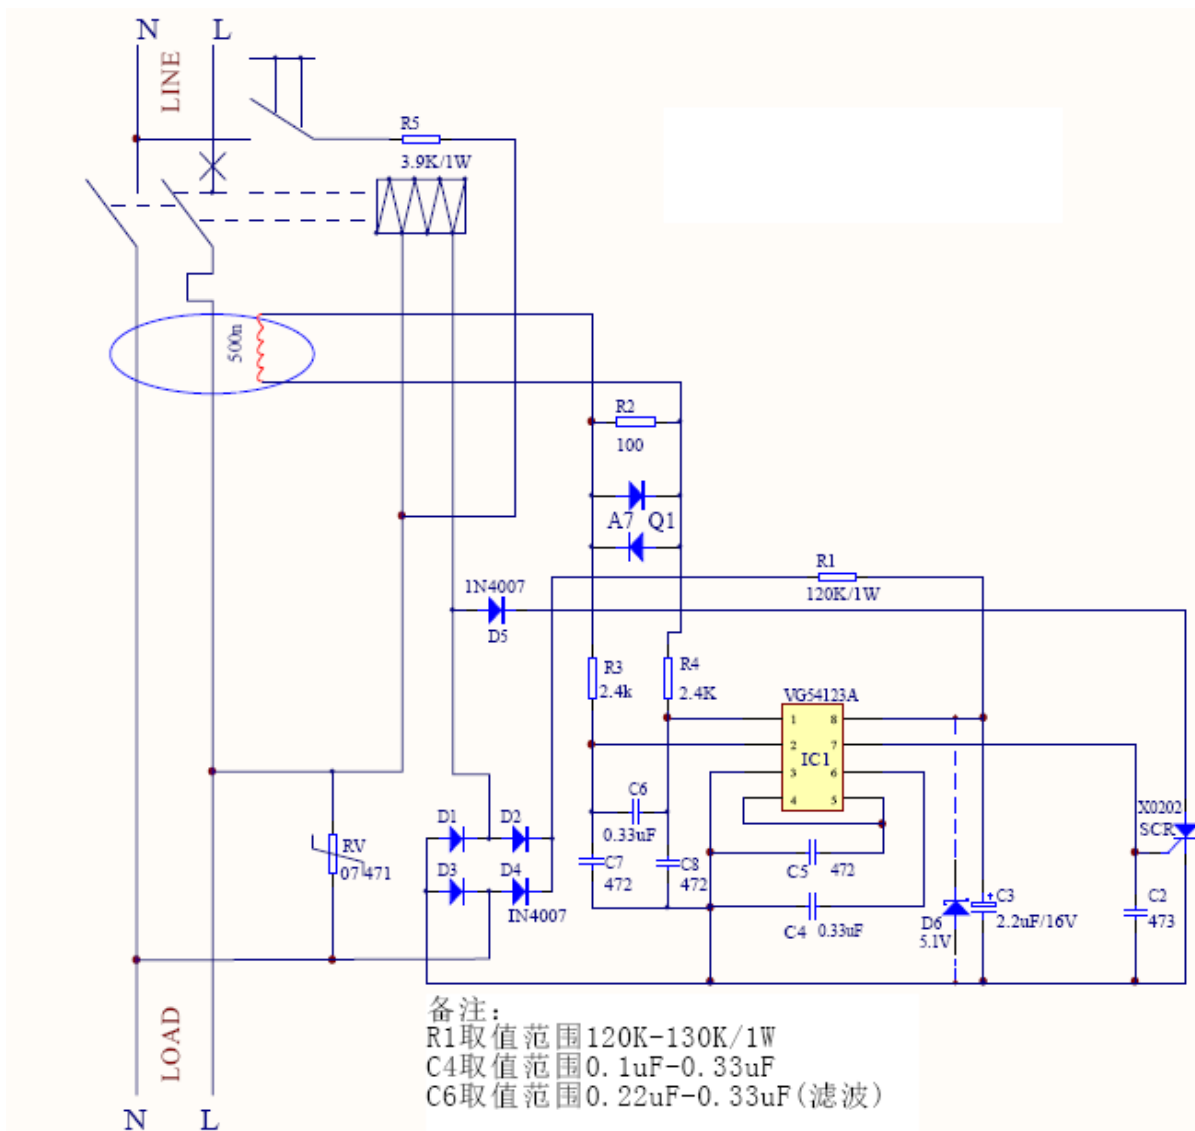 N L
LINE
R5
3.9K/1W
500n
R2
100
A7 Q1
R1
120K/1W
1N4007
D5
R3
2.4k
R4
2.4K
VG54123A
1 8
2 7
IC1
3 6
4 5
C6
0.33uF
C7
472
C8
472
C5 472
C4 0.33uF
D1 D2
D3 D4
IN4007
RV
07471
X0202
SCR
D6
5.1V
C3
+
2.2uF/16V
C2
473
LOAD
N L
备注:
R1取值范围120K-130K/1W
C4取值范围0.1uF-0.33uF
C6取值范围0.22uF-0.33uF(滤波)